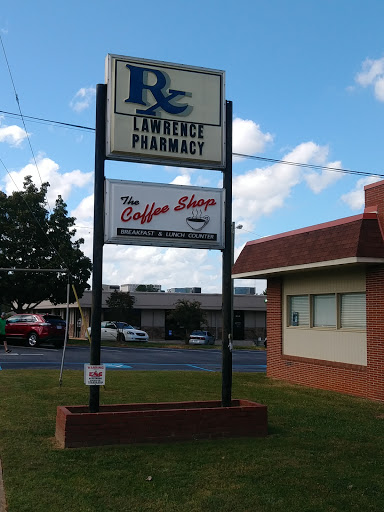 Rx
LAWRENCE
PHARMACY
The
Coffee Shop
BREAKFAST & LUNCH COUNTER